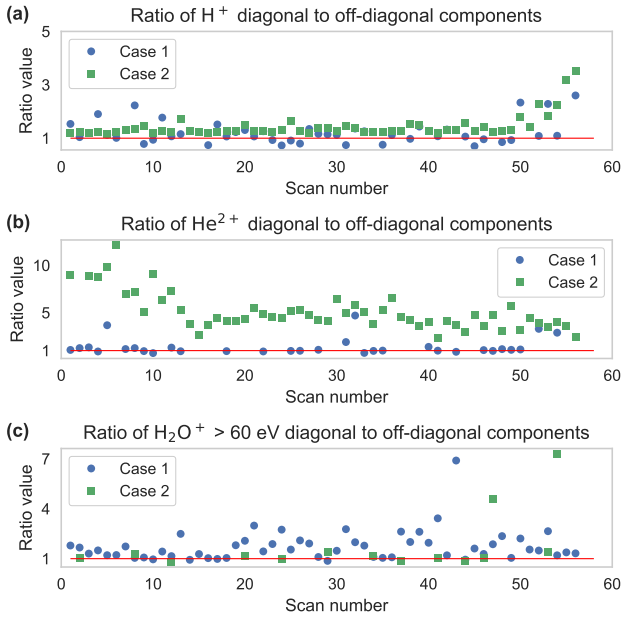 (a) Ratio of H⁺ diagonal to off-diagonal components
5
3
1
Ratio value
Case 1
Case 2
0 10 20 30 40 50 60
Scan number
(b) Ratio of He²⁺ diagonal to off-diagonal components
10
5
1
Ratio value
Case 1
Case 2
0 10 20 30 40 50 60
Scan number
(c) Ratio of H₂O⁺ > 60 eV diagonal to off-diagonal components
7
4
1
Ratio value
Case 1
Case 2
0 10 20 30 40 50 60
Scan number